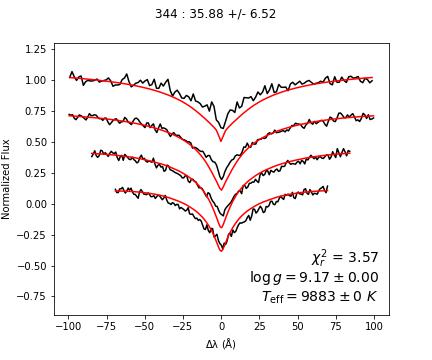 344 : 35.88 +/- 6.52
1.25
1.00
0.75
0.50
0.25
0.00
−0.25
−0.50
−0.75
Normalized Flux
χ²ᵣ = 3.57
log g = 9.17 ± 0.00
T_eff = 9883 ± 0 K
−100 −75 −50 −25 0 25 50 75 100
Δλ (Å)